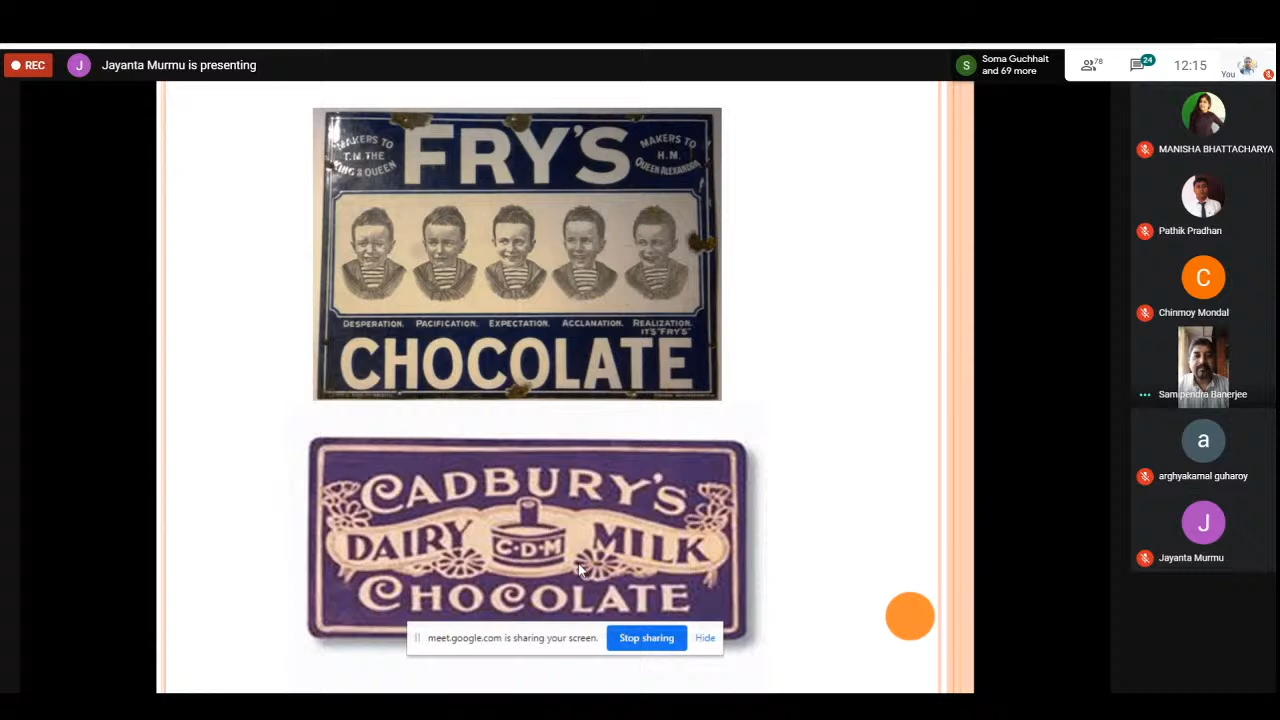 REC
J
Jayanta Murmu is presenting
S
Soma Guchhait
and 69 more
78
24
12:15
You
MAKERS TO
T.M. THE
KING & QUEEN
FRY'S
MAKERS TO
H.M.
QUEEN ALEXANDRA
DESPERATION. PACIFICATION. EXPECTATION. ACCLAMATION. REALIZATION.
IT'S "FRY'S"
CHOCOLATE
CADBURY'S
DAIRY C·D·M MILK
CHOCOLATE
meet.google.com is sharing your screen.
Stop sharing
Hide
MANISHA BHATTACHARYA
Pathik Pradhan
C
Chinmoy Mondal
Samipendra Banerjee
a
arghyakamal guharoy
J
Jayanta Murmu